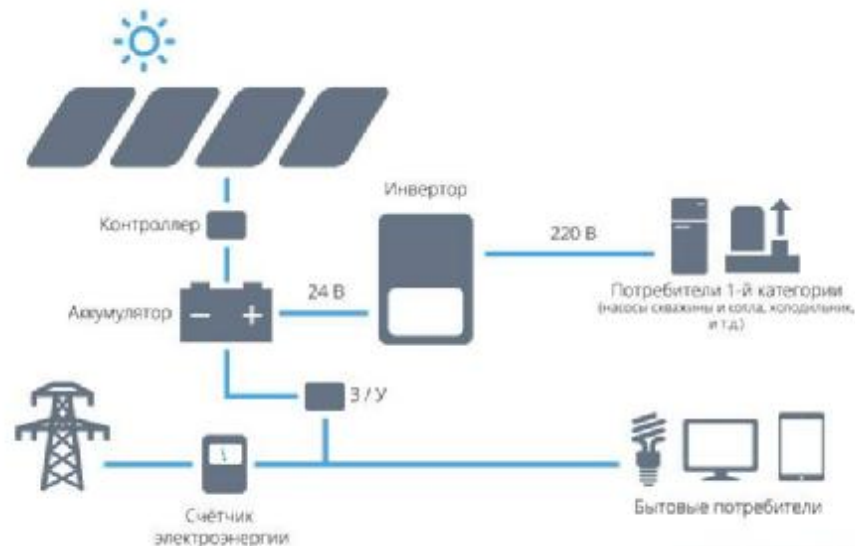 Инвертор
Контроллер
220 В
Аккумулятор
24 В
Потребители 1-й категории
(насосы скважины и котла, холодильник,
и т.д.)
З / У
Счётчик
электроэнергии
Бытовые потребители